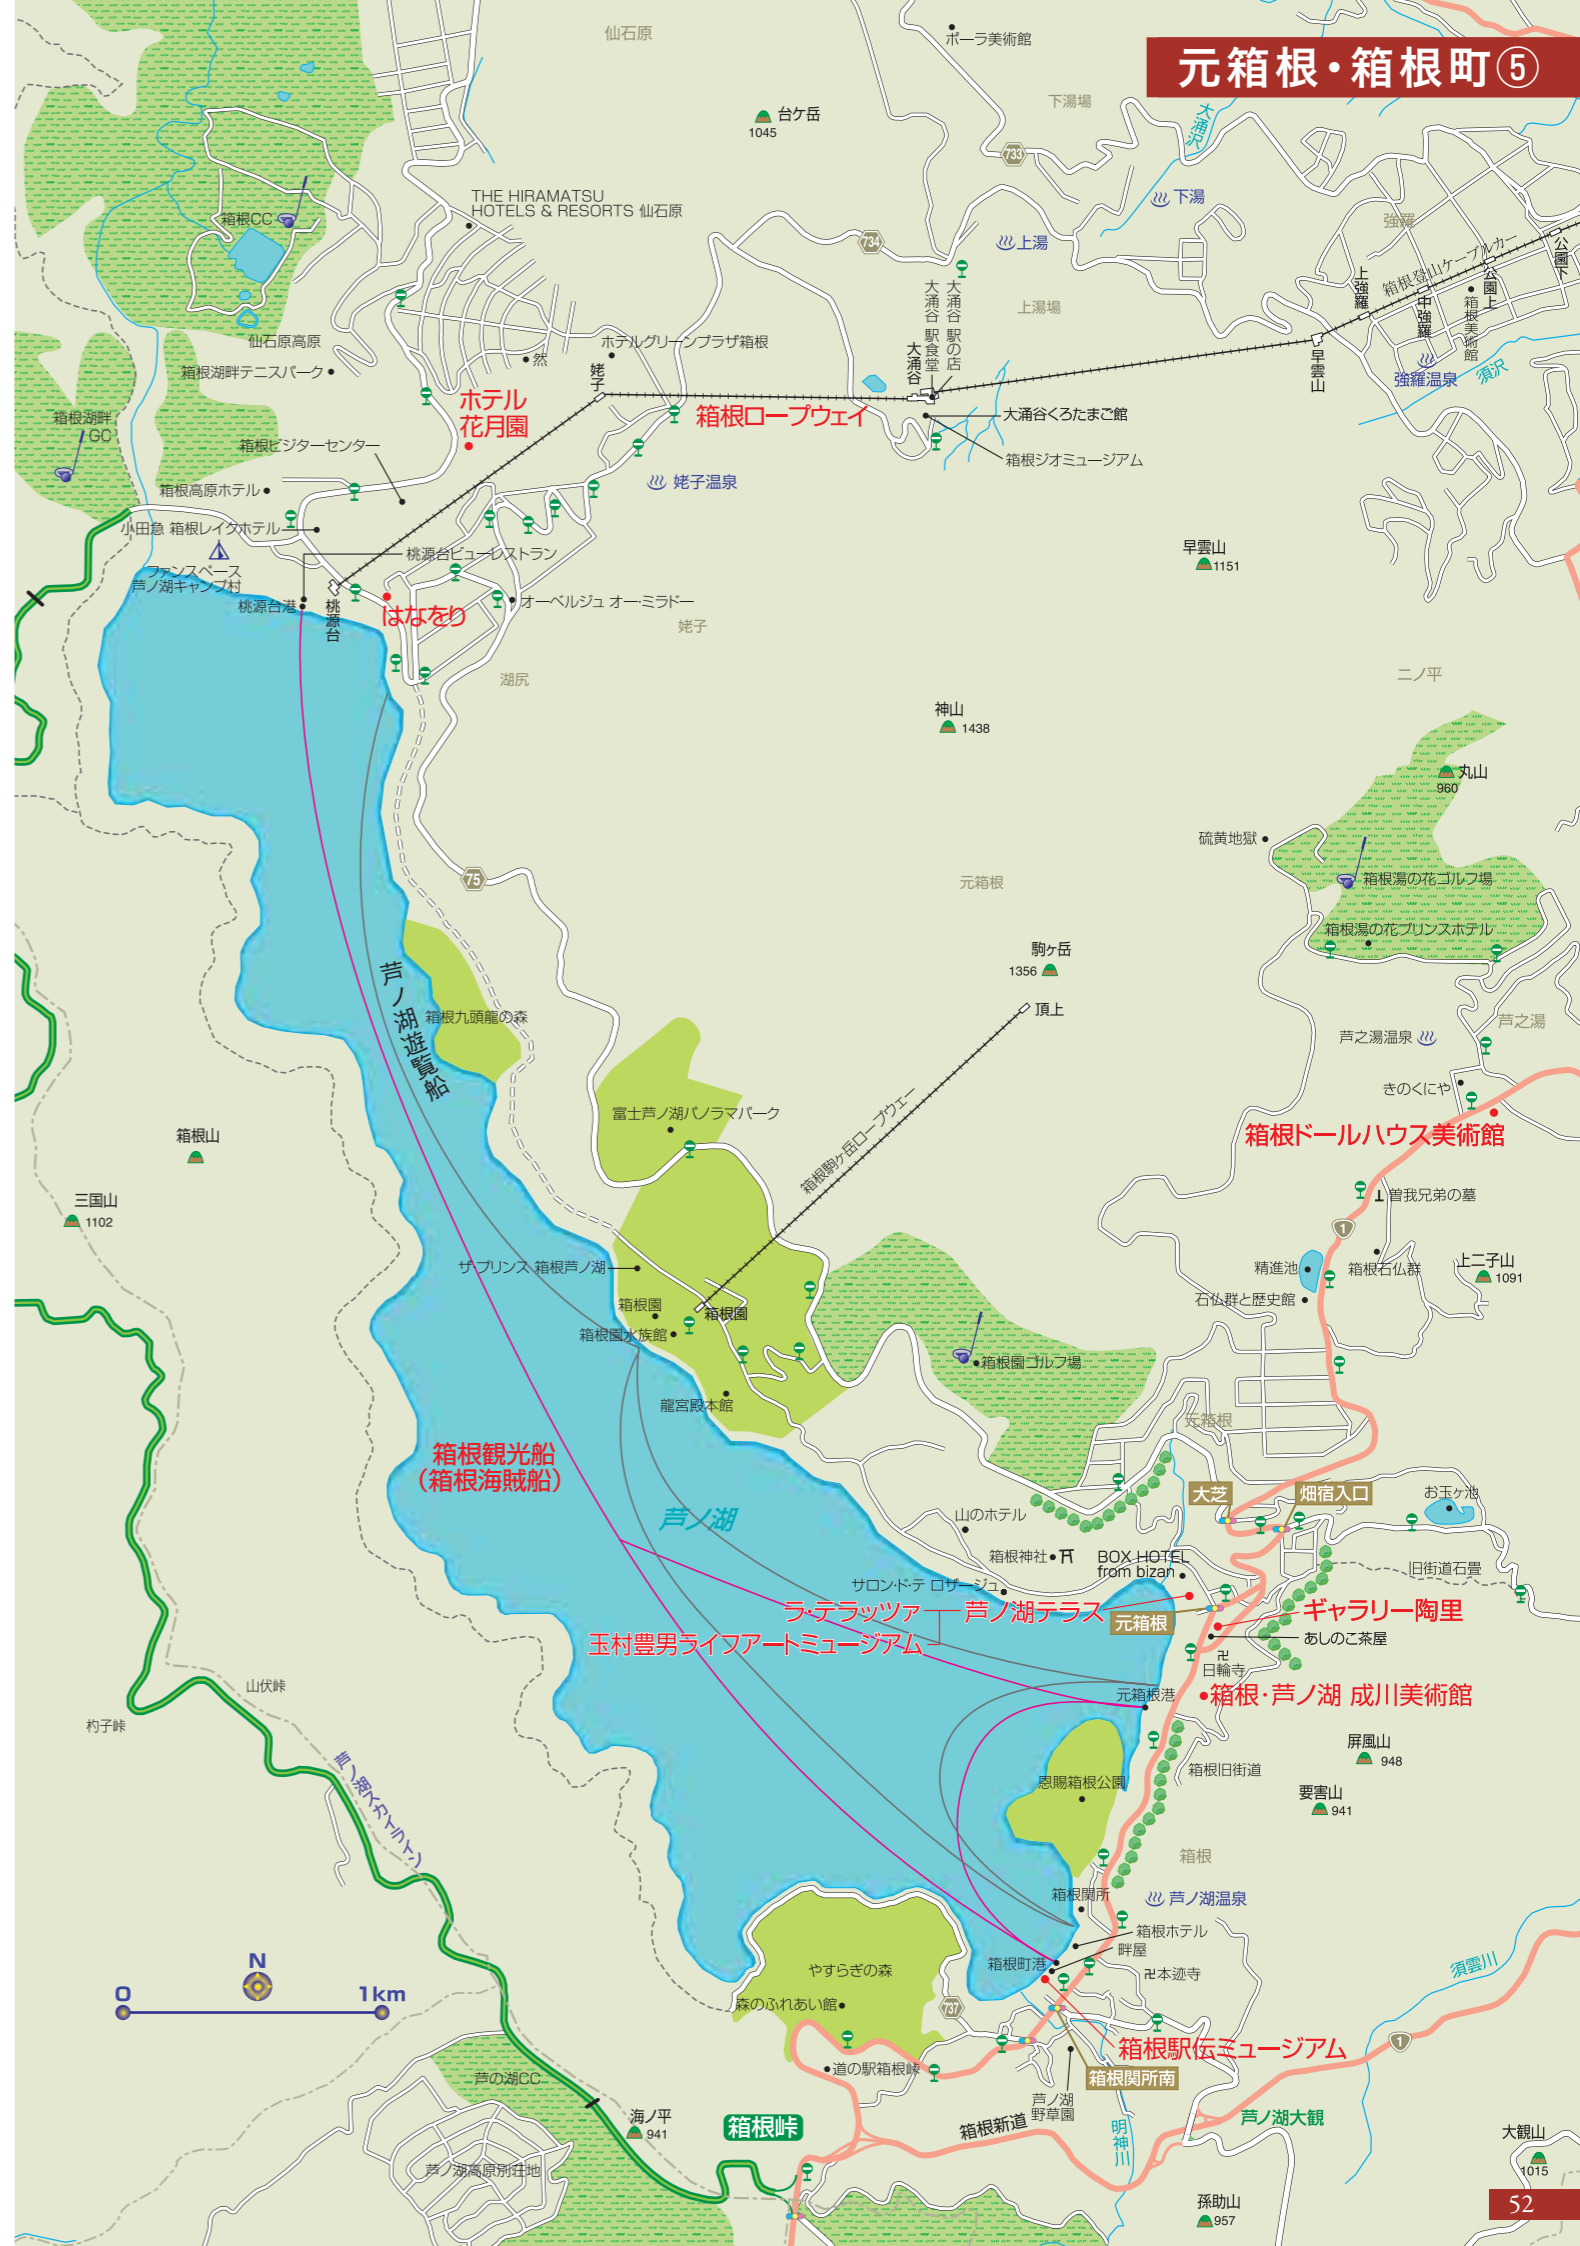 元箱根・箱根町⑤
仙石原
ポーラ美術館
下湯場
大涌沢
台ケ岳
1045
733
THE HIRAMATSU
HOTELS & RESORTS 仙石原
下湯
箱根CC
734
上湯
強羅
箱根登山ケーブルカー
公園下
公園上
上強羅
中強羅
箱根美術館
大涌谷 駅食堂
大涌谷 駅の店
上湯場
大涌谷
早雲山
強羅温泉
須沢
仙石原高原
箱根湖畔テニスパーク
ホテルグリーンプラザ箱根
然
姥子
ホテル
花月園
箱根ロープウェイ
大涌谷くろたまご館
箱根ジオミュージアム
箱根湖畔
GC
箱根ビジターセンター
姥子温泉
箱根高原ホテル
小田急 箱根レイクホテル
桃源台ビューレストラン
ファンスペース
芦ノ湖キャンプ村
桃源台港
桃源台
はなをり
オーベルジュ オー・ミラドー
早雲山
1151
姥子
湖尻
二ノ平
神山
1438
丸山
960
硫黄地獄
75
箱根湯の花ゴルフ場
元箱根
箱根湯の花プリンスホテル
駒ヶ岳
1356
頂上
芦ノ湖遊覧船
箱根九頭龍の森
芦之湯
芦之湯温泉
きのくにや
箱根駒ヶ岳ロープウェー
富士芦ノ湖パノラマパーク
箱根ドールハウス美術館
箱根山
三国山
1102
曽我兄弟の墓
1
精進池
箱根石仏群
上二子山
1091
石仏群と歴史館
ザ・プリンス 箱根芦ノ湖
箱根園
箱根園
箱根園水族館
箱根園ゴルフ場
龍宮殿本館
元箱根
箱根観光船
（箱根海賊船）
大芝
畑宿入口
お玉ヶ池
芦ノ湖
山のホテル
箱根神社
BOX HOTEL
from bizan
旧街道石畳
サロン・ド・テ ロザージュ
ラ・テラッツァ
芦ノ湖テラス
元箱根
ギャラリー陶里
玉村豊男ライフアートミュージアム
あしのこ茶屋
日輪寺
元箱根港
箱根・芦ノ湖 成川美術館
山伏峠
杓子峠
屏風山
948
箱根旧街道
恩賜箱根公園
要害山
941
芦ノ湖スカイライン
箱根
箱根関所
芦ノ湖温泉
箱根ホテル
畔屋
箱根町港
本迹寺
須雲川
N
0
1km
やすらぎの森
森のふれあい館
737
箱根駅伝ミュージアム
1
道の駅箱根峠
箱根関所南
芦の湖CC
芦ノ湖
野草園
海ノ平
941
箱根峠
箱根新道
明神川
芦ノ湖大観
大観山
1015
芦ノ湖高原別荘地
孫助山
957
52